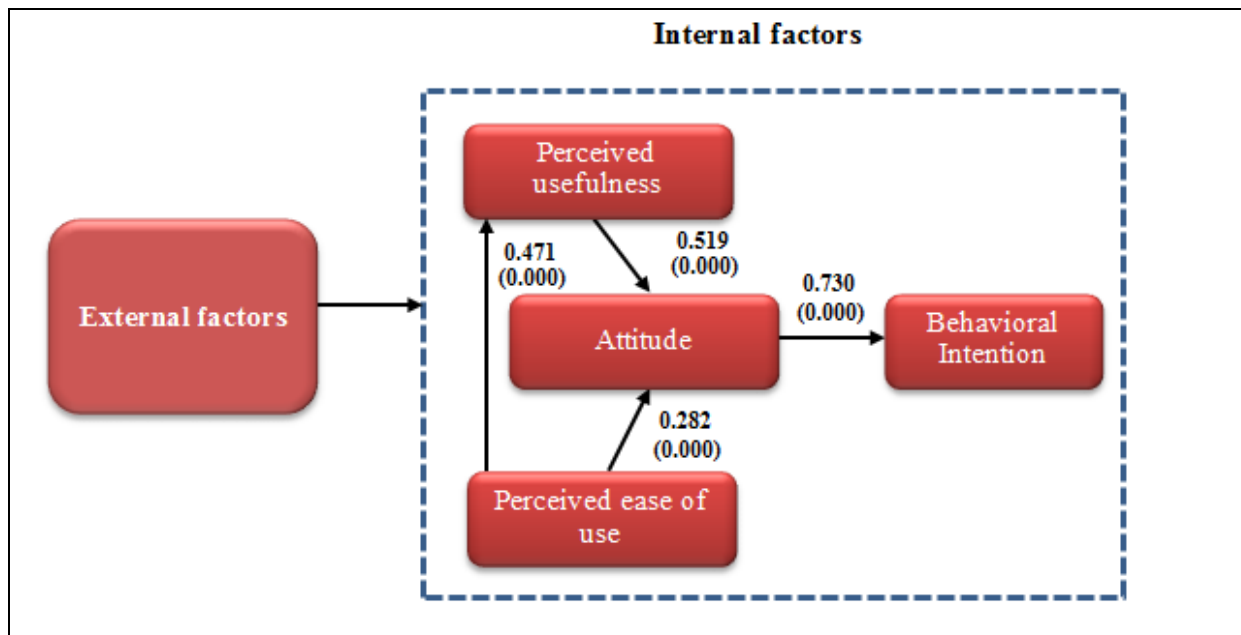 Internal factors
Perceived
usefulness
0.471
(0.000)
0.519
(0.000)
0.730
(0.000)
External factors
Attitude
Behavioral
Intention
0.282
(0.000)
Perceived ease of
use